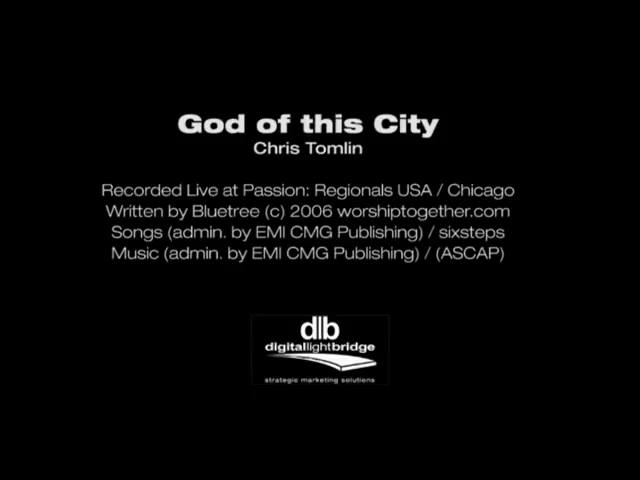 God of this City
Chris Tomlin
Recorded Live at Passion: Regionals USA / Chicago
Written by Bluetree (c) 2006 worshiptogether.com
Songs (admin. by EMI CMG Publishing) / sixsteps
Music (admin. by EMI CMG Publishing) / (ASCAP)
dlb
digitallightbridge
strategic marketing solutions